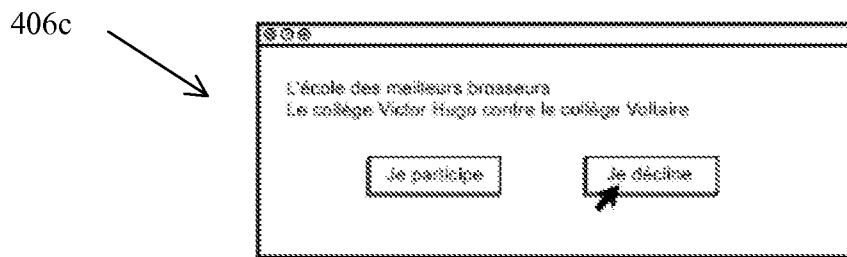 406c
L'école des meilleurs brasseurs
Le collège Victor Hugo contre le collège Voltaire
Je participe
Je décline